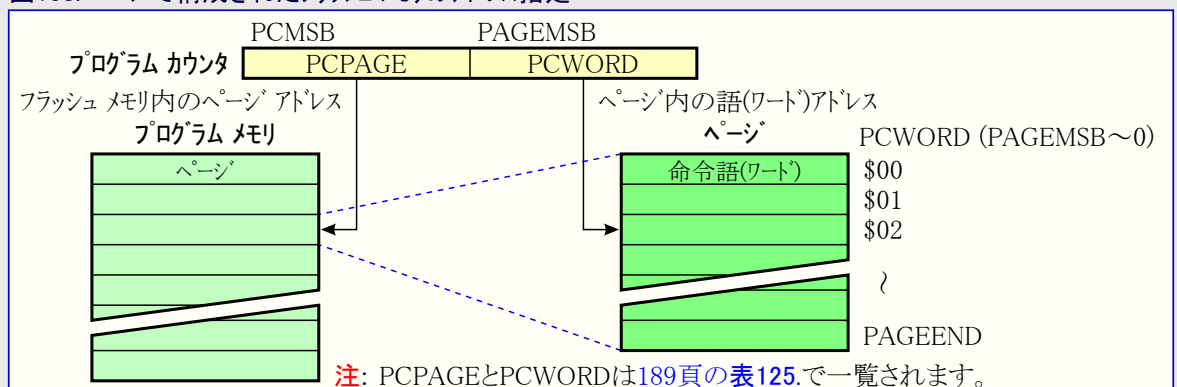 PCMSB PAGEMSB
プログラム カウンタ PCPAGE PCWORD
フラッシュ メモリ内のページ アドレス ページ内の語(ワード)アドレス
プログラム メモリ ページ PCWORD (PAGEMSB～0)
ページ 命令語(ワード) $00
$01
$02
～
PAGEEND
注: PCPAGEとPCWORDは189頁の表125.で一覧されます。